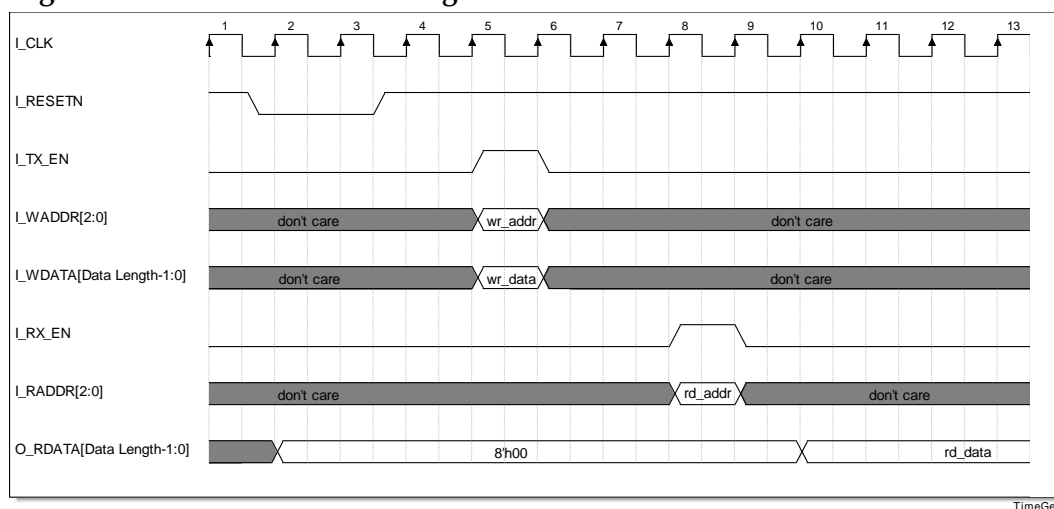 1 2 3 4 5 6 7 8 9 10 11 12 13
I_CLK
I_RESETN
I_TX_EN
I_WADDR[2:0] don't care wr_addr don't care
I_WDATA[Data Length-1:0] don't care wr_data don't care
I_RX_EN
I_RADDR[2:0] don't care rd_addr don't care
O_RDATA[Data Length-1:0] 8'h00 rd_data